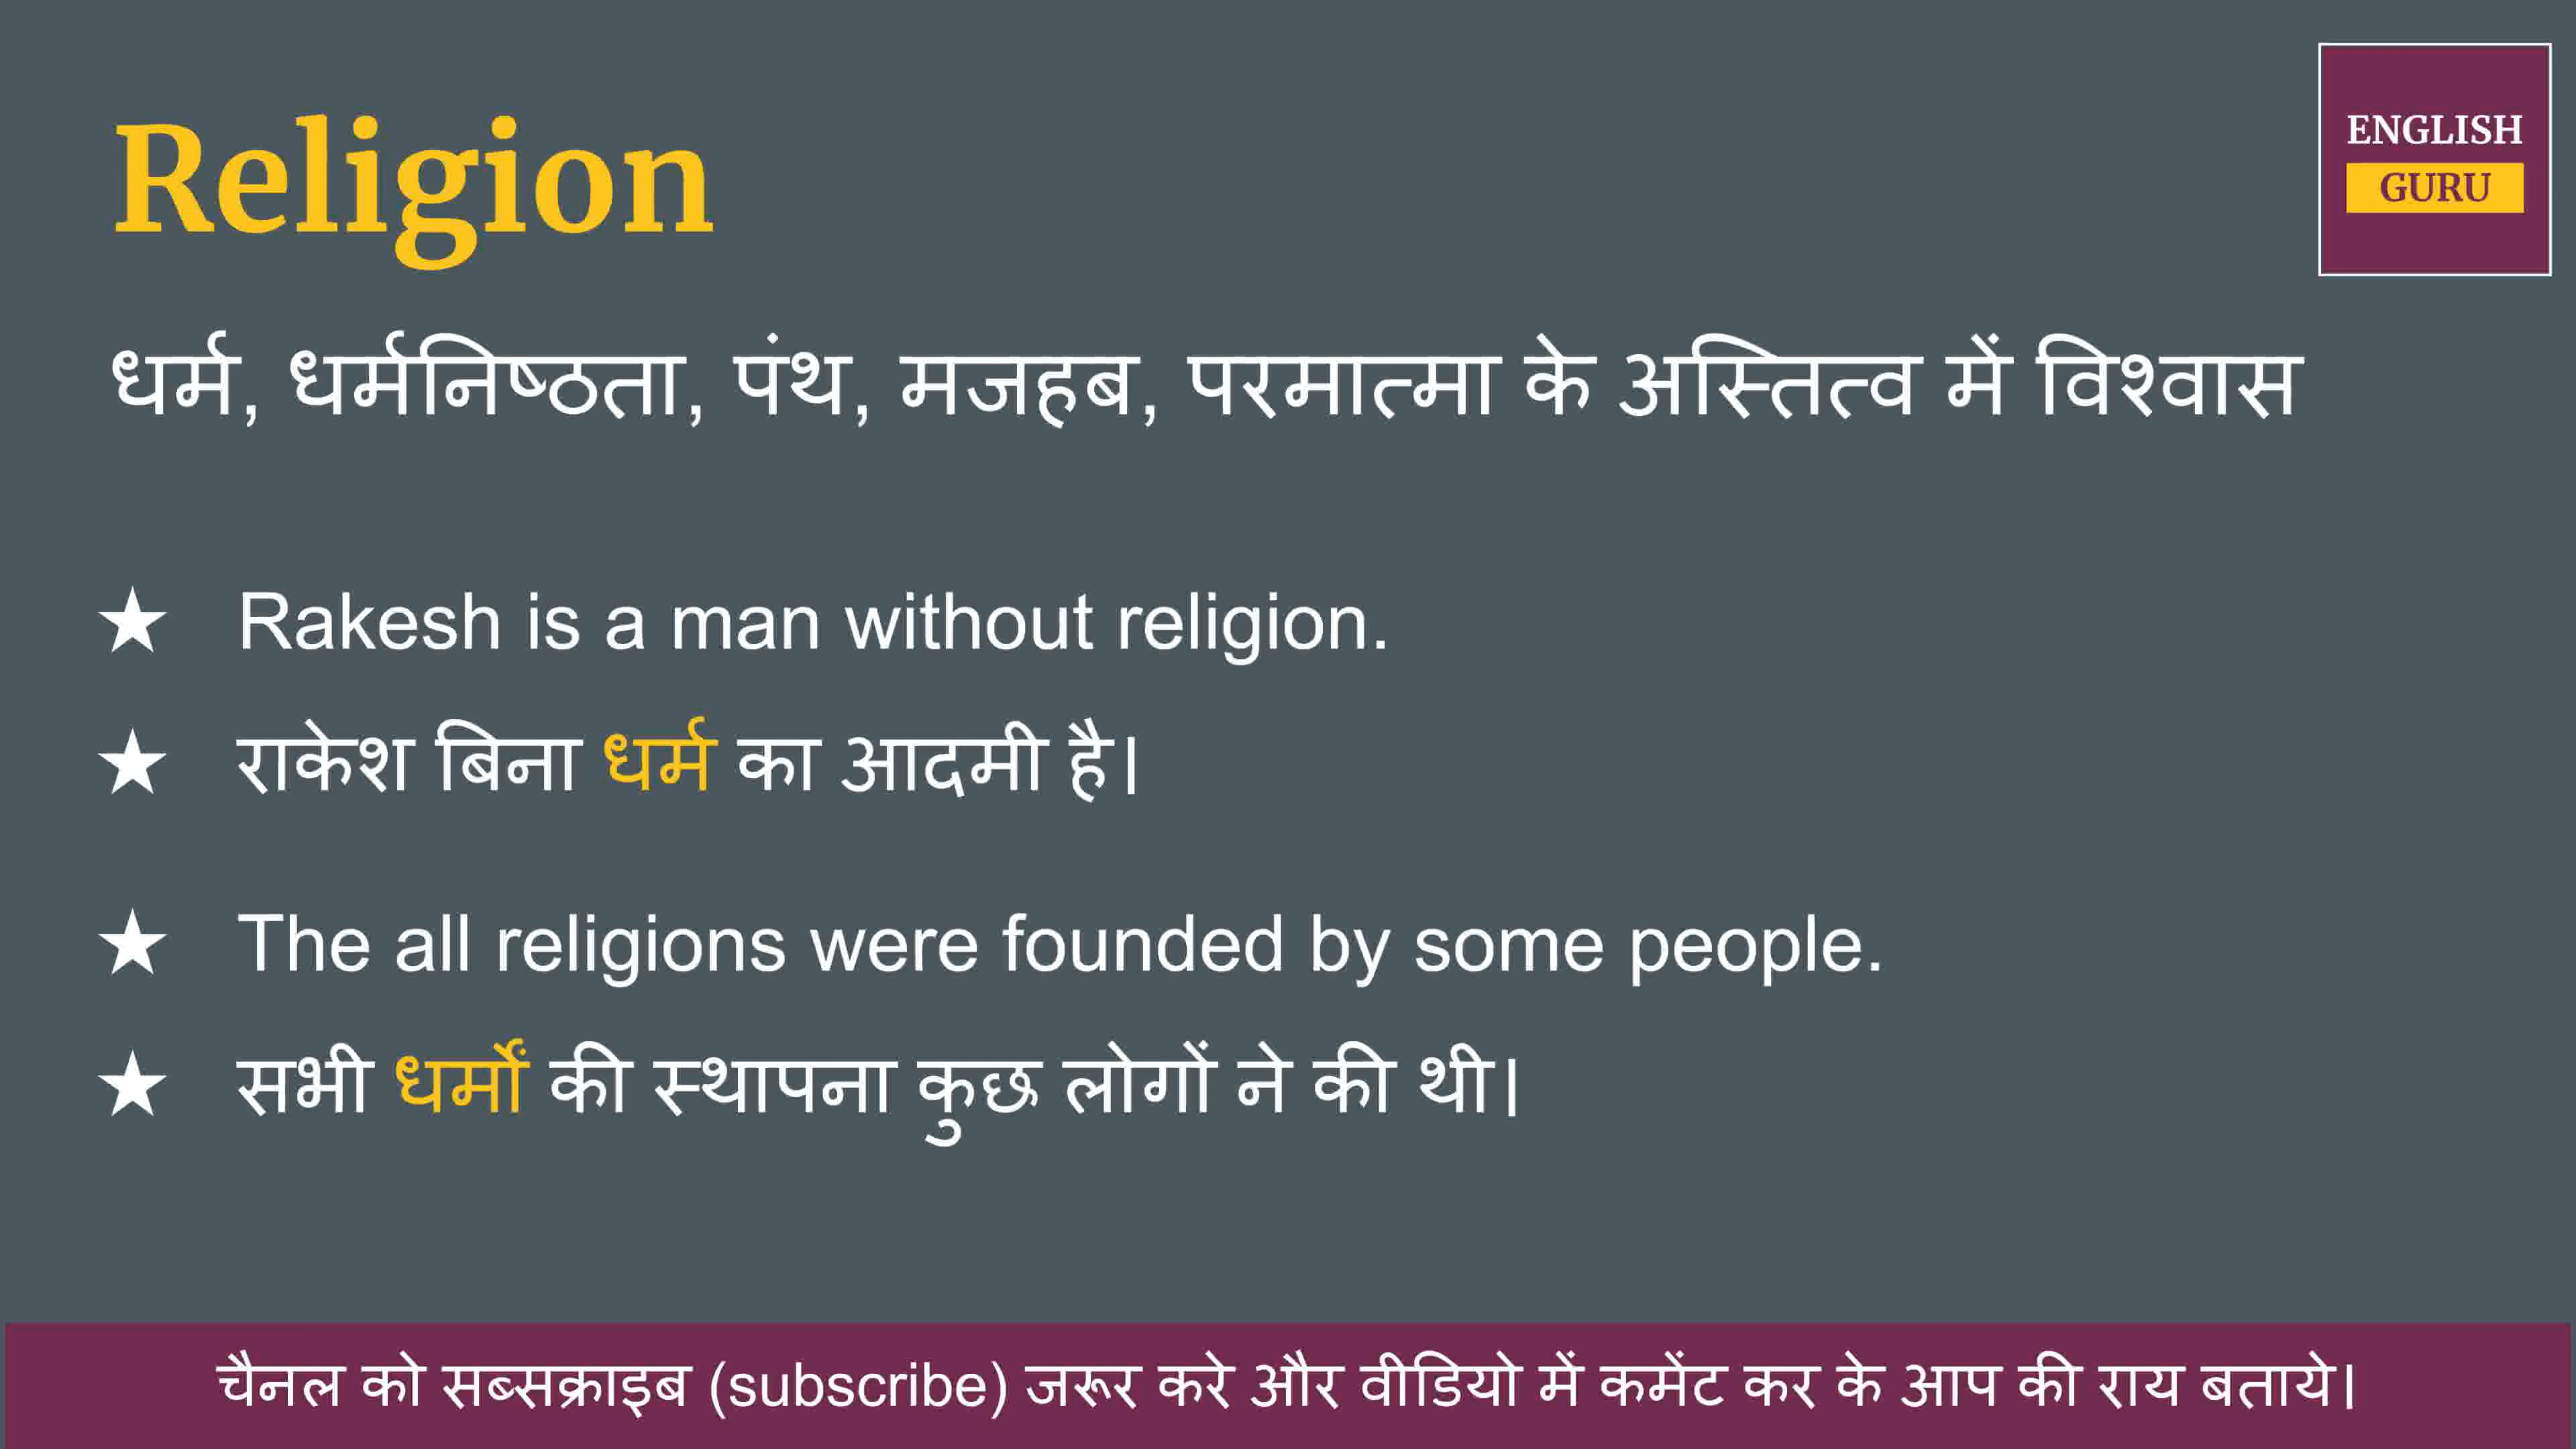 Religion
ENGLISH
GURU
धर्म, धर्मनिष्ठता, पंथ, मजहब, परमात्मा के अस्तित्व में विश्वास
★ Rakesh is a man without religion.
★ राकेश बिना धर्म का आदमी है।
★ The all religions were founded by some people.
★ सभी धर्मों की स्थापना कुछ लोगों ने की थी।
चैनल को सब्सक्राइब (subscribe) जरूर करे और वीडियो में कमेंट कर के आप की राय बताये।